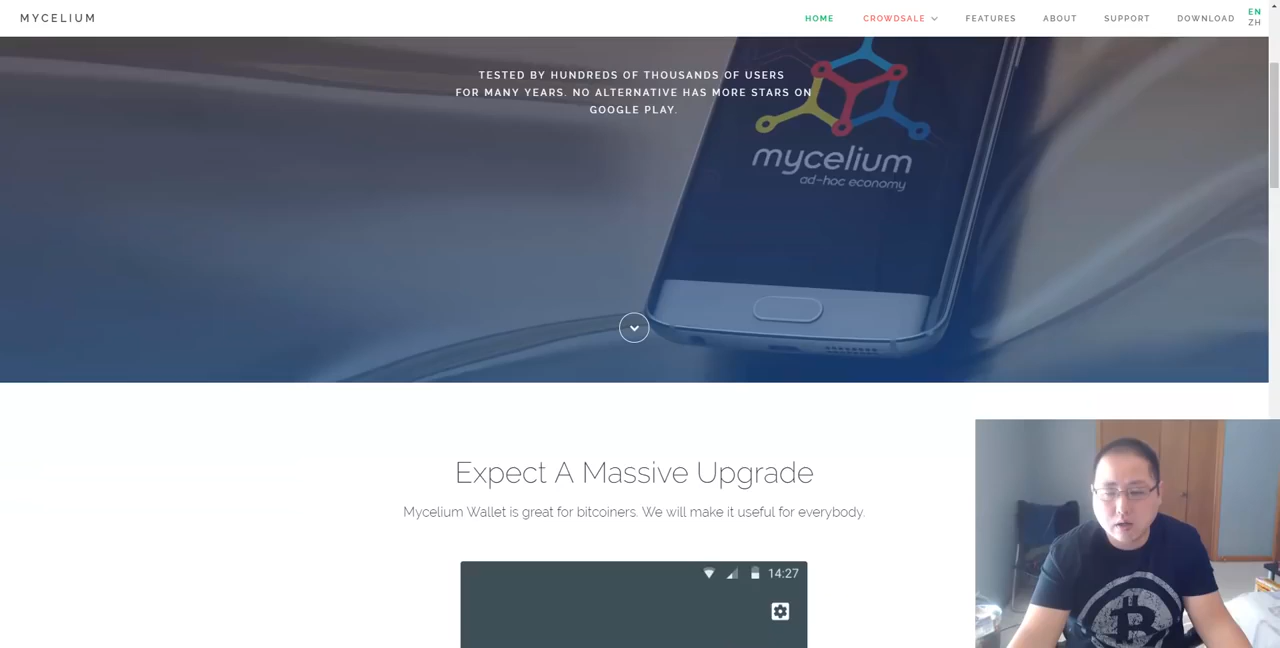 MYCELIUM
HOME
CROWDSALE
FEATURES
ABOUT
SUPPORT
DOWNLOAD
EN
ZH
TESTED BY HUNDREDS OF THOUSANDS OF USERS
FOR MANY YEARS. NO ALTERNATIVE HAS MORE STARS ON
GOOGLE PLAY.
mycelium
ad-hoc economy
Expect A Massive Upgrade
Mycelium Wallet is great for bitcoiners. We will make it useful for everybody.
14:27